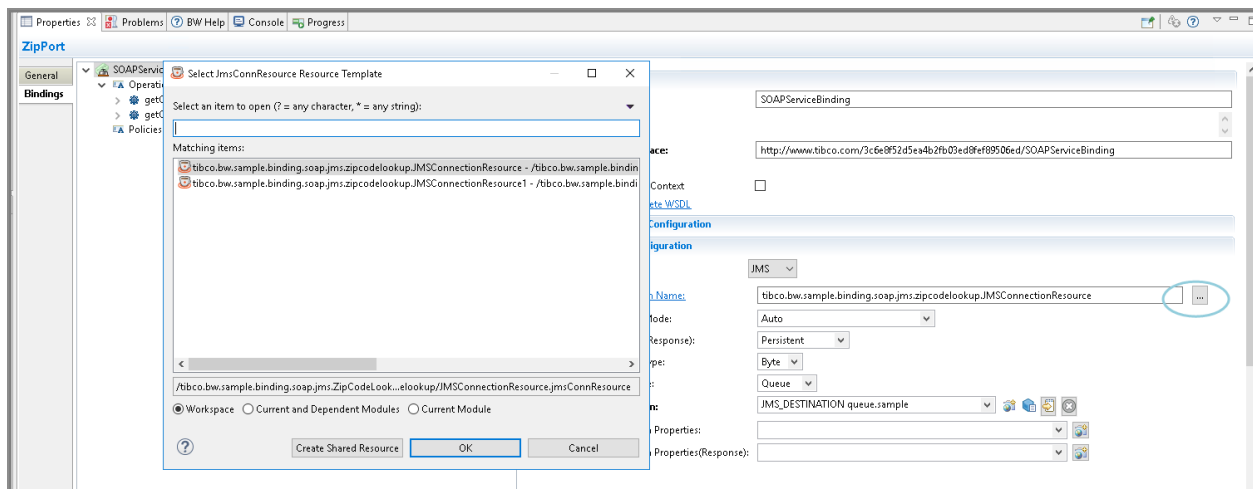 Properties Problems BW Help Console Progress
ZipPort
General
Bindings
SOAPServic
Operati
getC
getC
Policies
Select JmsConnResource Resource Template
Select an item to open (? = any character, * = any string):
Matching items:
tibco.bw.sample.binding.soap.jms.zipcodelookup.JMSConnectionResource - /tibco.bw.sample.bindin
tibco.bw.sample.binding.soap.jms.zipcodelookup.JMSConnectionResource1 - /tibco.bw.sample.bindi
/tibco.bw.sample.binding.soap.jms.ZipCodeLook...elookup/JMSConnectionResource.jmsConnResource
Workspace Current and Dependent Modules Current Module
Create Shared Resource OK Cancel
SOAPServiceBinding
ace: http://www.tibco.com/3c6e8f52d5ea4b2fb03ed8fef89506ed/SOAPServiceBinding
Context
ete WSDL
Configuration
iguration
JMS
n Name: tibco.bw.sample.binding.soap.jms.zipcodelookup.JMSConnectionResource ...
Mode: Auto
Response): Persistent
ype: Byte
e: Queue
n: JMS_DESTINATION queue.sample
n Properties:
n Properties(Response):